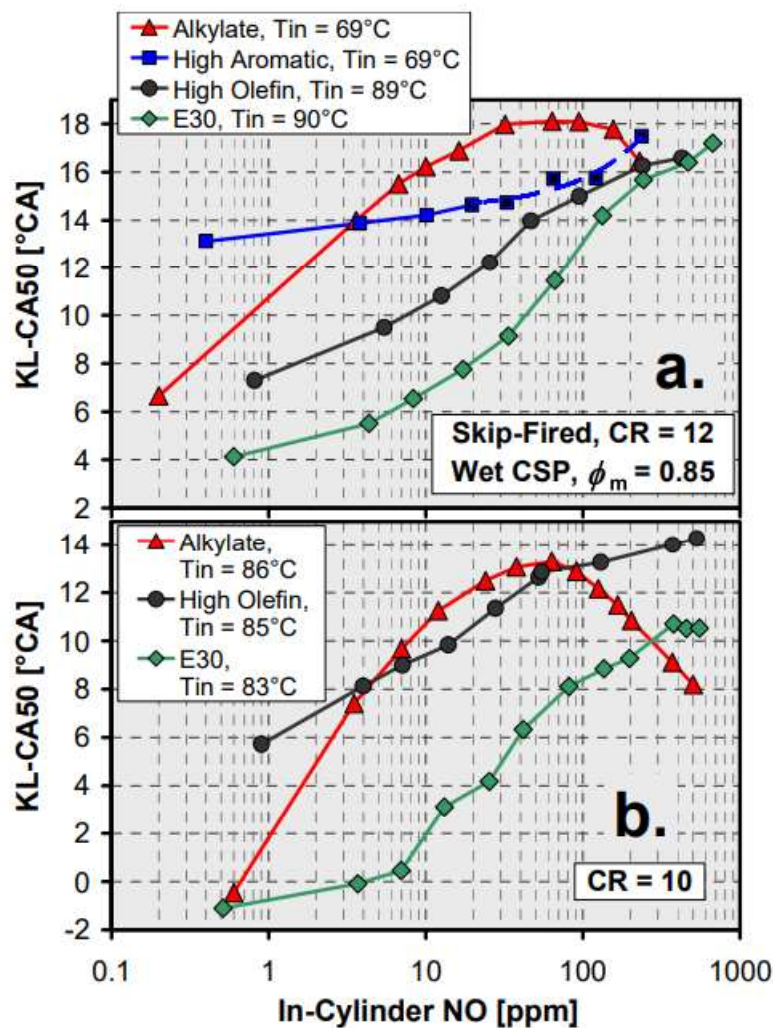 Alkylate, Tin = 69°C
High Aromatic, Tin = 69°C
High Olefin, Tin = 89°C
E30, Tin = 90°C
KL-CA50 [°CA]
18
16
14
12
10
8
6
4
2
a.
Skip-Fired, CR = 12
Wet CSP, ϕm = 0.85
KL-CA50 [°CA]
14
12
10
8
6
4
2
0
-2
Alkylate,
Tin = 86°C
High Olefin,
Tin = 85°C
E30,
Tin = 83°C
b.
CR = 10
0.1 1 10 100 1000
In-Cylinder NO [ppm]